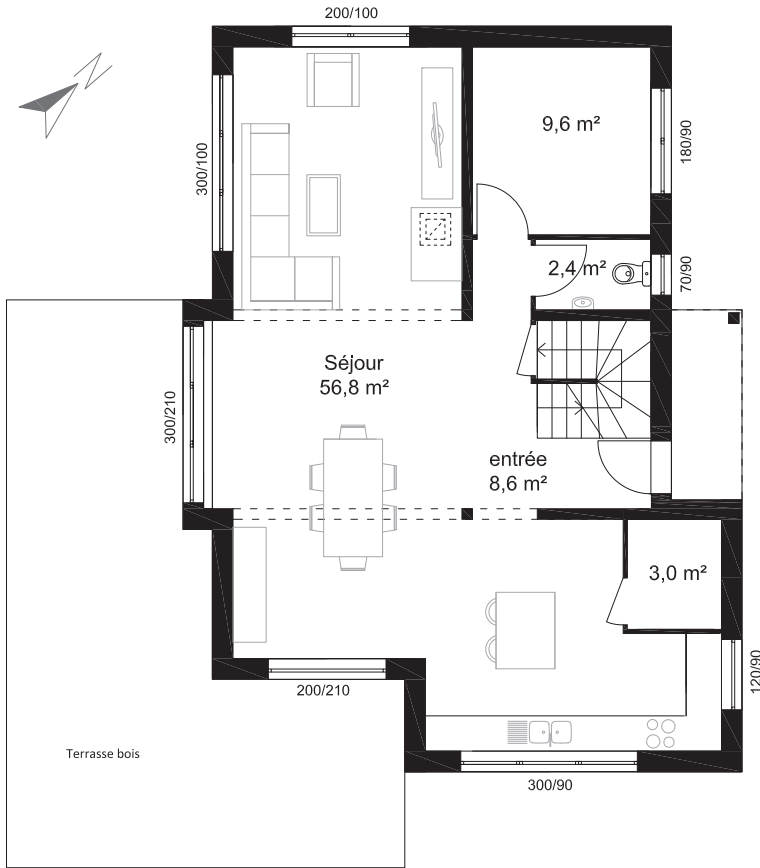 200/100
N
300/100
9,6 m²
180/90
2,4 m²
70/90
Séjour
56,8 m²
300/210
entrée
8,6 m²
3,0 m²
200/210
120/90
Terrasse bois
300/90